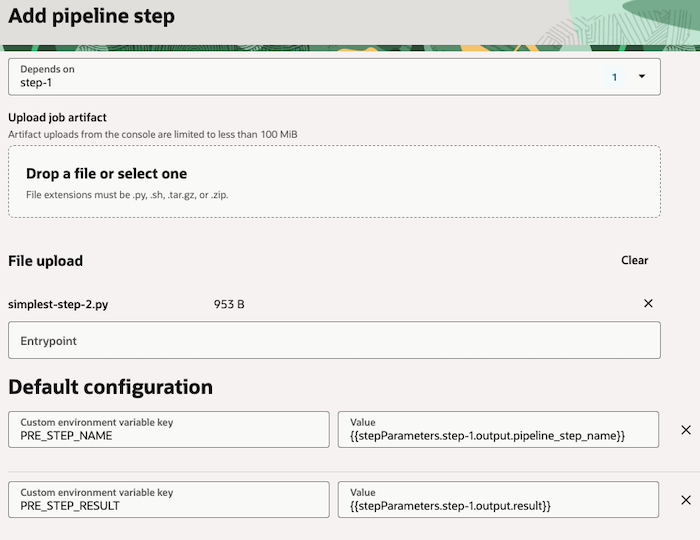 Add pipeline step
Depends on
step-1
1
Upload job artifact
Artifact uploads from the console are limited to less than 100 MiB
Drop a file or select one
File extensions must be .py, .sh, .tar.gz, or .zip.
File upload
Clear
simplest-step-2.py 953 B
Entrypoint
Default configuration
Custom environment variable key
PRE_STEP_NAME
Value
{{stepParameters.step-1.output.pipeline_step_name}}
Custom environment variable key
PRE_STEP_RESULT
Value
{{stepParameters.step-1.output.result}}